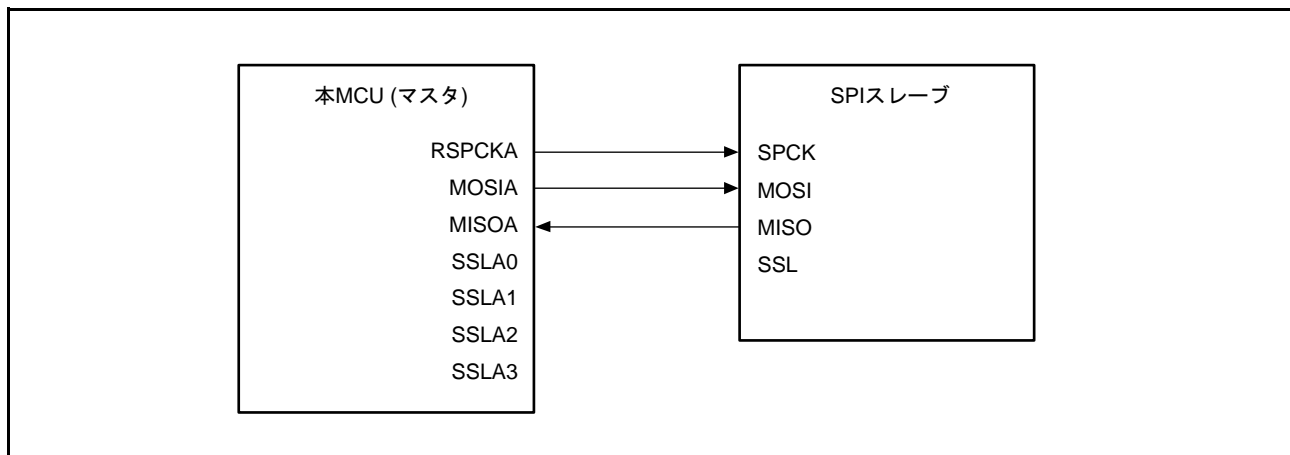 本MCU (マスタ)
RSPCKA
MOSIA
MISOA
SSLA0
SSLA1
SSLA2
SSLA3
SPIスレーブ
SPCK
MOSI
MISO
SSL